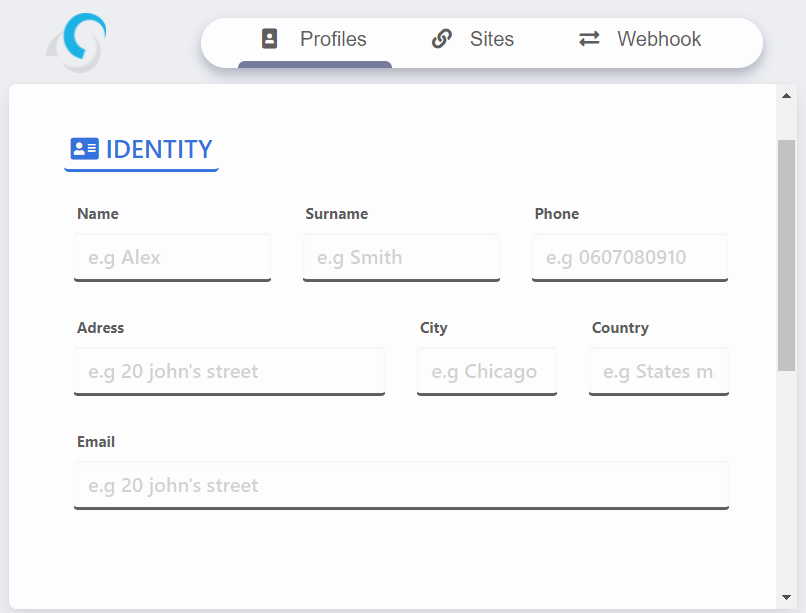 Profiles Sites Webhook
IDENTITY
Name Surname Phone
e.g Alex e.g Smith e.g 0607080910
Adress City Country
e.g 20 john's street e.g Chicago e.g States m
Email
e.g 20 john's street